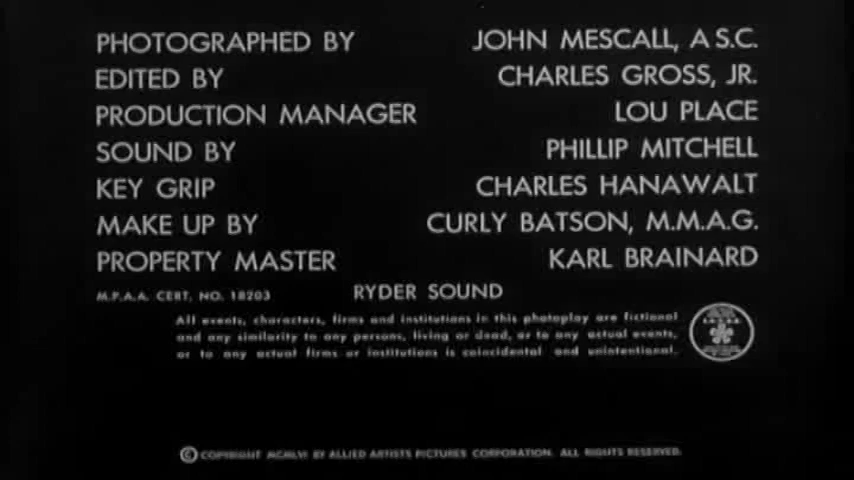 PHOTOGRAPHED BY JOHN MESCALL, A S.C.
EDITED BY CHARLES GROSS, JR.
PRODUCTION MANAGER LOU PLACE
SOUND BY PHILLIP MITCHELL
KEY GRIP CHARLES HANAWALT
MAKE UP BY CURLY BATSON, M.M.A.G.
PROPERTY MASTER KARL BRAINARD
M.P.A.A. CERT. NO. 18203 RYDER SOUND
All events, characters, firms and institutions in this photoplay are fictional
and any similarity to any persons, living or dead, or to any actual events,
or to any actual firms or institutions is coincidental and unintentional.
© COPYRIGHT MCMLVI BY ALLIED ARTISTS PICTURES CORPORATION. ALL RIGHTS RESERVED.